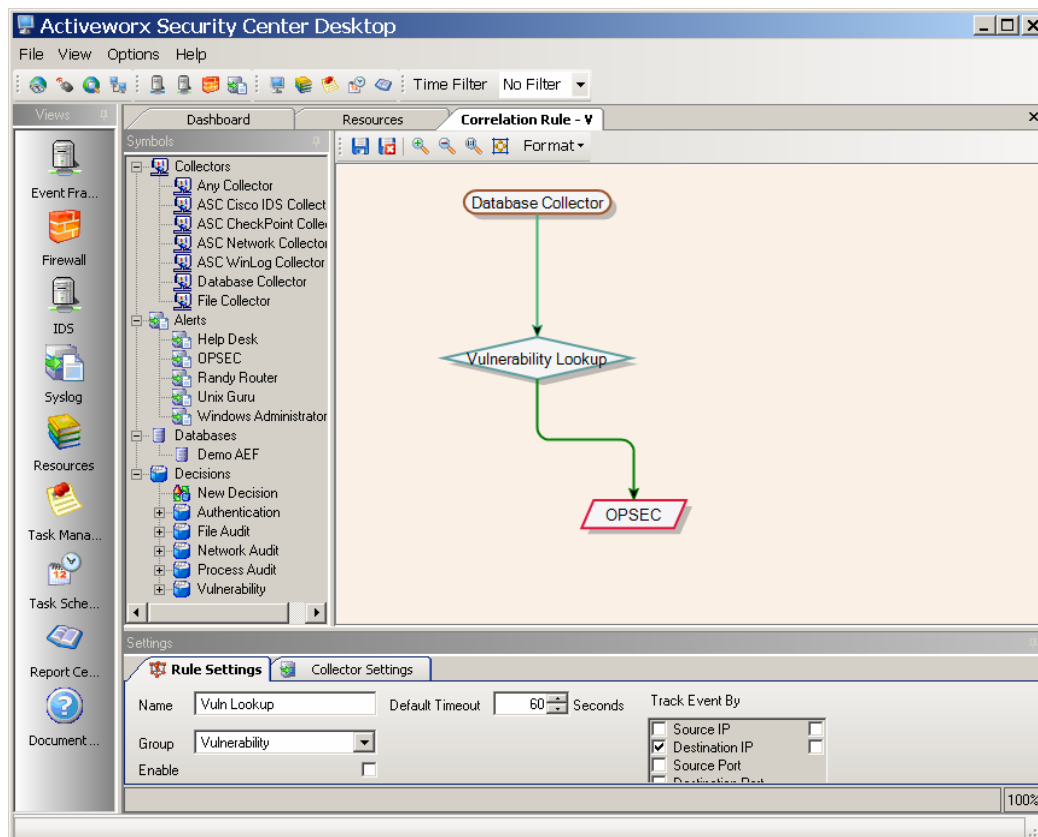 Activeworx Security Center Desktop
File View Options Help
Time Filter No Filter
Views
Event Fra...
Firewall
IDS
Syslog
Resources
Task Mana...
Task Sche...
Report Ce...
Document ...
Dashboard Resources Correlation Rule - V
Symbols
Format
Collectors
Any Collector
ASC Cisco IDS Collect
ASC CheckPoint Colle
ASC Network Collecto
ASC WinLog Collector
Database Collector
File Collector
Alerts
Help Desk
OPSEC
Randy Router
Unix Guru
Windows Administrator
Databases
Demo AEF
Decisions
New Decision
Authentication
File Audit
Network Audit
Process Audit
Vulnerability
Database Collector
Vulnerability Lookup
OPSEC
Settings
Rule Settings Collector Settings
Name Vuln Lookup Default Timeout 60 Seconds
Group Vulnerability
Enable
Track Event By
Source IP
Destination IP
Source Port
Destination Port
100%